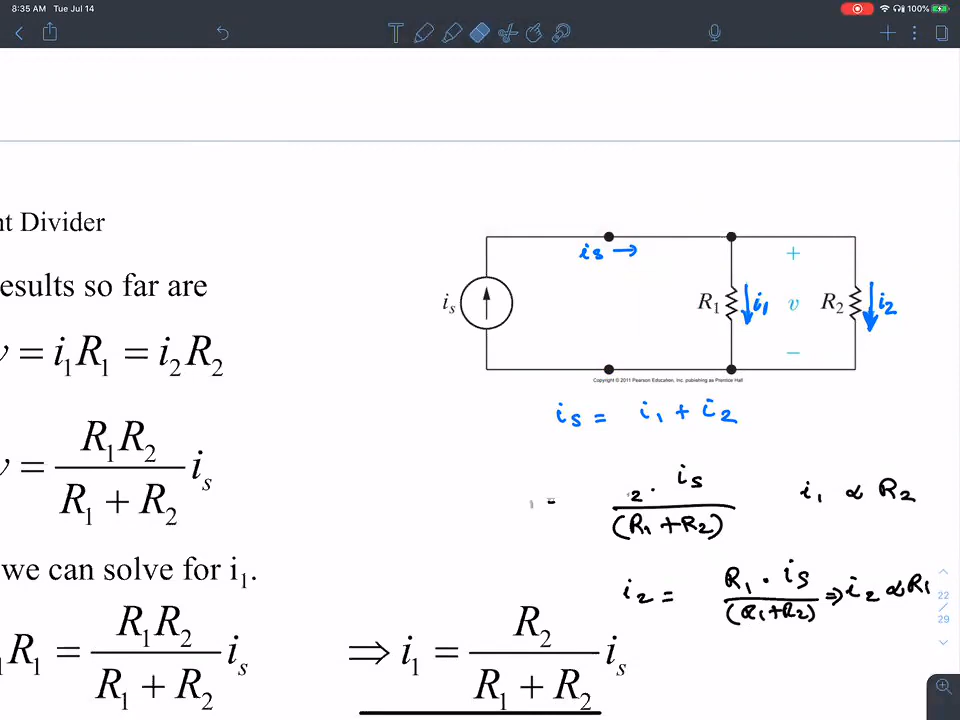 8:35 AM Tue Jul 14
100%
nt Divider
esults so far are
v = i₁R₁ = i₂R₂
v = R₁R₂ / (R₁ + R₂) iₛ
we can solve for i₁.
₁R₁ = R₁R₂ / (R₁ + R₂) iₛ ⟹ i₁ = R₂ / (R₁ + R₂) iₛ
is →
iₛ
R₁
i₁
+
v
−
R₂
i₂
Copyright © 2011 Pearson Education, Inc. publishing as Prentice Hall
is = i₁ + i₂
= ₂ · is / (R₁ + R₂) i₁ ∝ R₂
i₂ = R₁ · is / (R₁ + R₂) ⇒ i₂ ∝ R₁
22
/
29